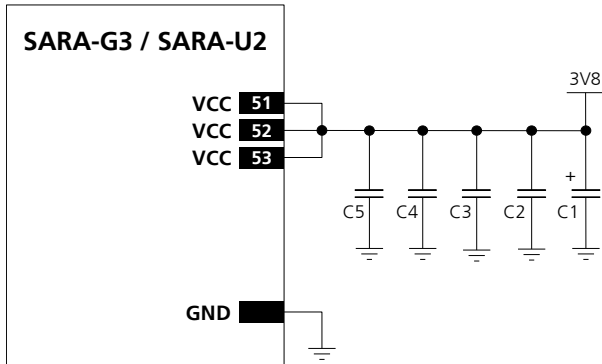 SARA-G3 / SARA-U2
3V8
VCC 51
VCC 52
VCC 53
+
C5 C4 C3 C2 C1
GND